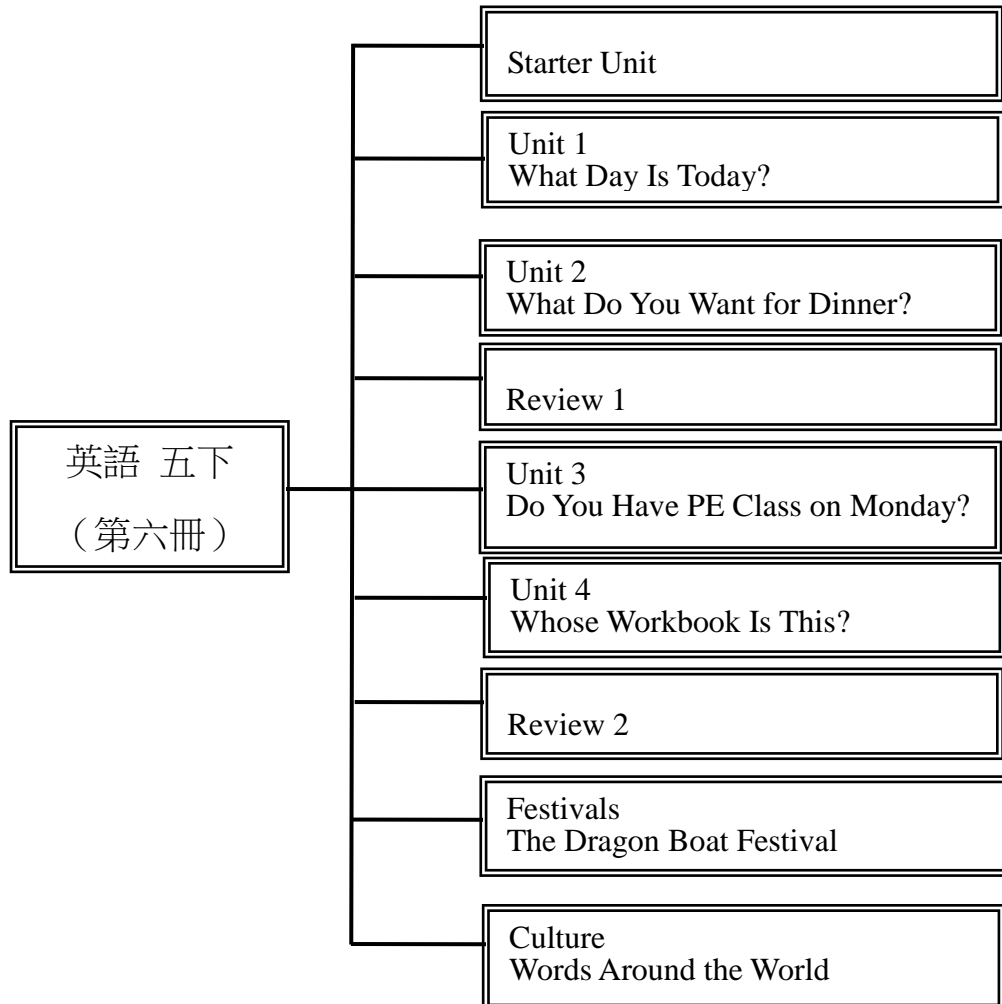 英語 五下
（第六冊）
Starter Unit
Unit 1
What Day Is Today?
Unit 2
What Do You Want for Dinner?
Review 1
Unit 3
Do You Have PE Class on Monday?
Unit 4
Whose Workbook Is This?
Review 2
Festivals
The Dragon Boat Festival
Culture
Words Around the World